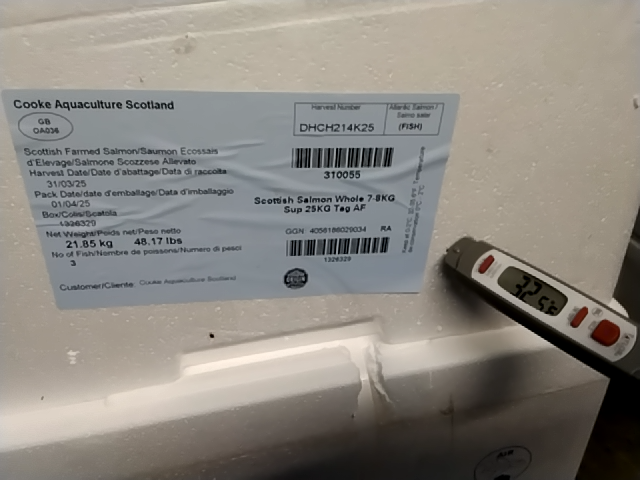 Cooke Aquaculture Scotland
GB
OA036
Harvest Number
DHCH214K25
Atlantic Salmon /
Salmo salar
(FISH)
Scottish Farmed Salmon/Saumon Ecossais
d'Elevage/Salmone Scozzese Allevato
Harvest Date/Date d'abattage/Data di raccolta
31/03/25
Pack Date/date d'emballage/Data d'imballaggio
01/04/25
Box/Colis/Scatola
1326329
Net Weight/Poids net/Peso netto
21.85 kg 48.17 lbs
No of Fish/Nombre de poissons/Numero di pesci
3
Customer/Cliente: Cooke Aquaculture Scotland
310055
Scottish Salmon Whole 7-8KG
Sup 25KG Tag AF
GGN: 4056186029034 RA
1326329
32.5°F
AIR